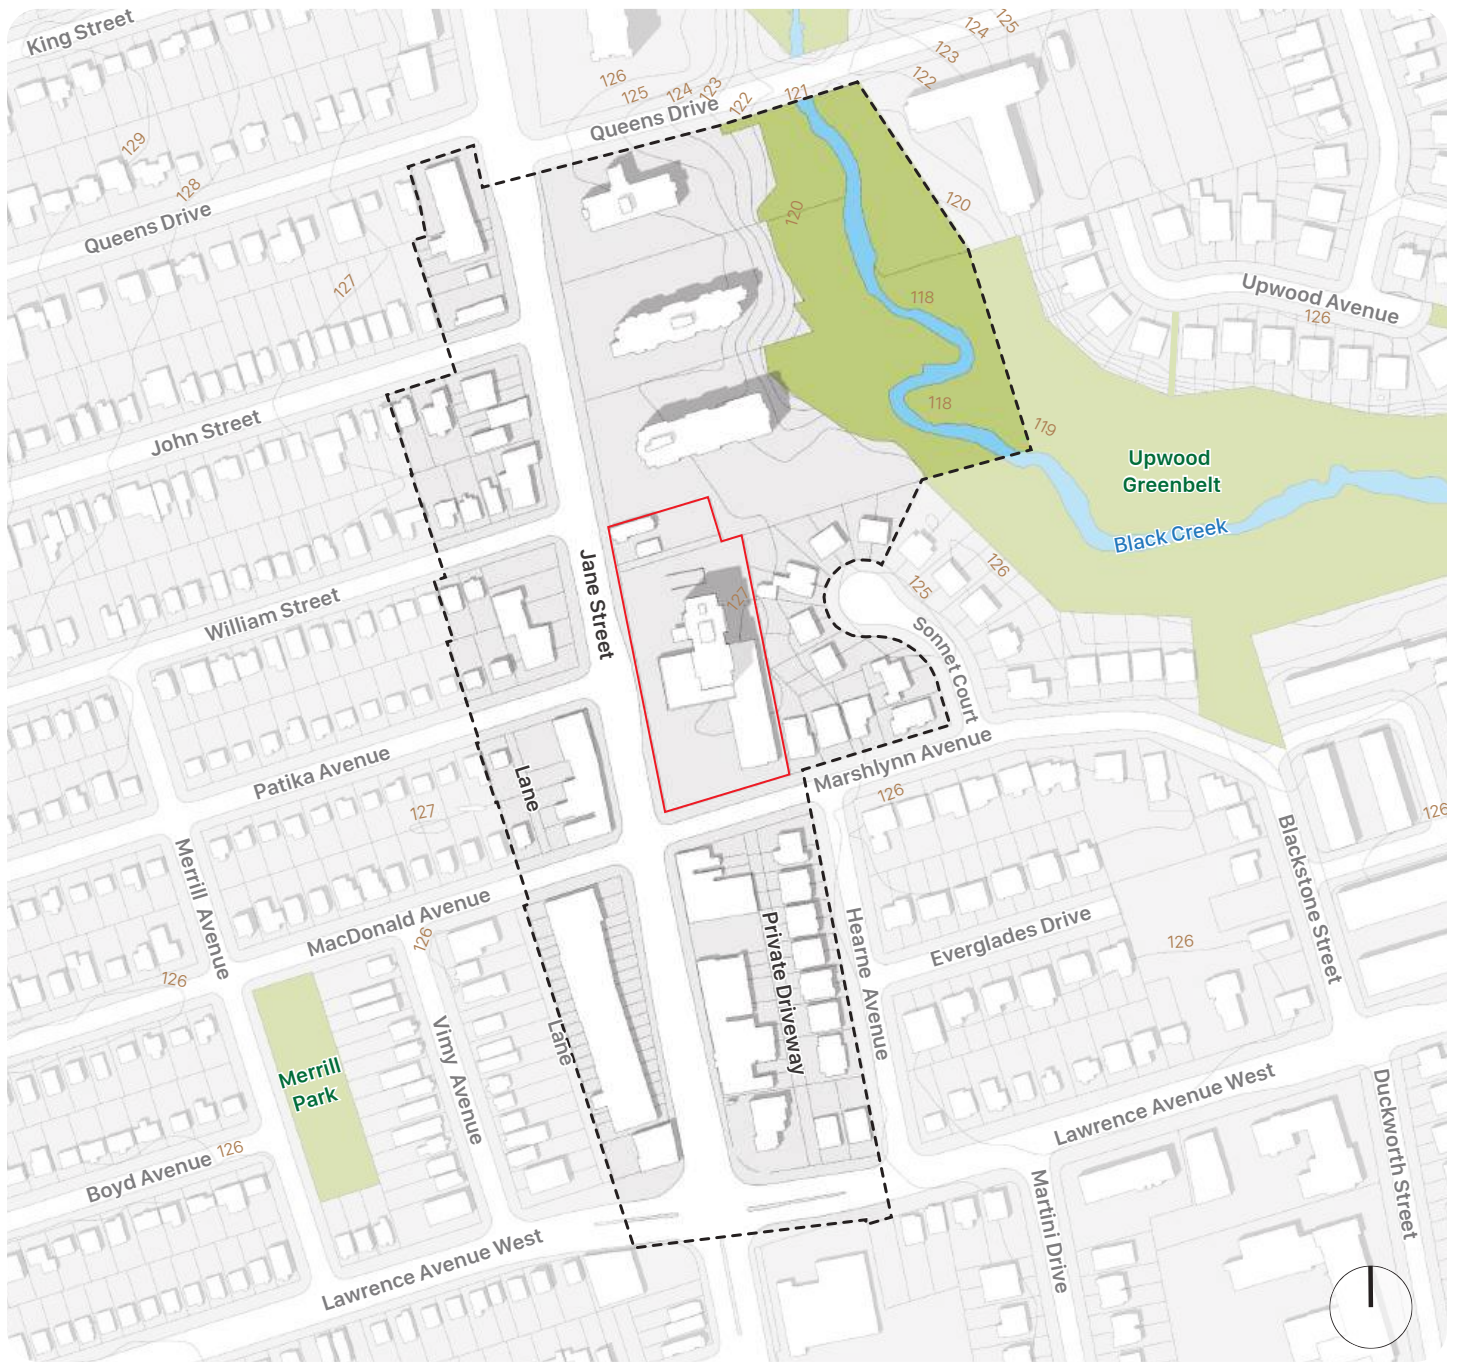 King Street
125
124
123
122
126
125
124
123
122
121
Queens Drive
129
128
Queens Drive
127
120
120
Upwood Avenue
126
118
118
119
John Street
Upwood
Greenbelt
Black Creek
William Street
Jane Street
127
126
125
Sonnet Court
Patika Avenue
Lane
127
Marshlynn Avenue
126
126
Merrill Avenue
MacDonald Avenue
126
126
Blackstone Street
Private Driveway
Hearne Avenue
Everglades Drive
126
Lane
Vimy Avenue
Merrill
Park
Boyd Avenue
126
Lawrence Avenue West
Lawrence Avenue West
Martini Drive
Duckworth Street